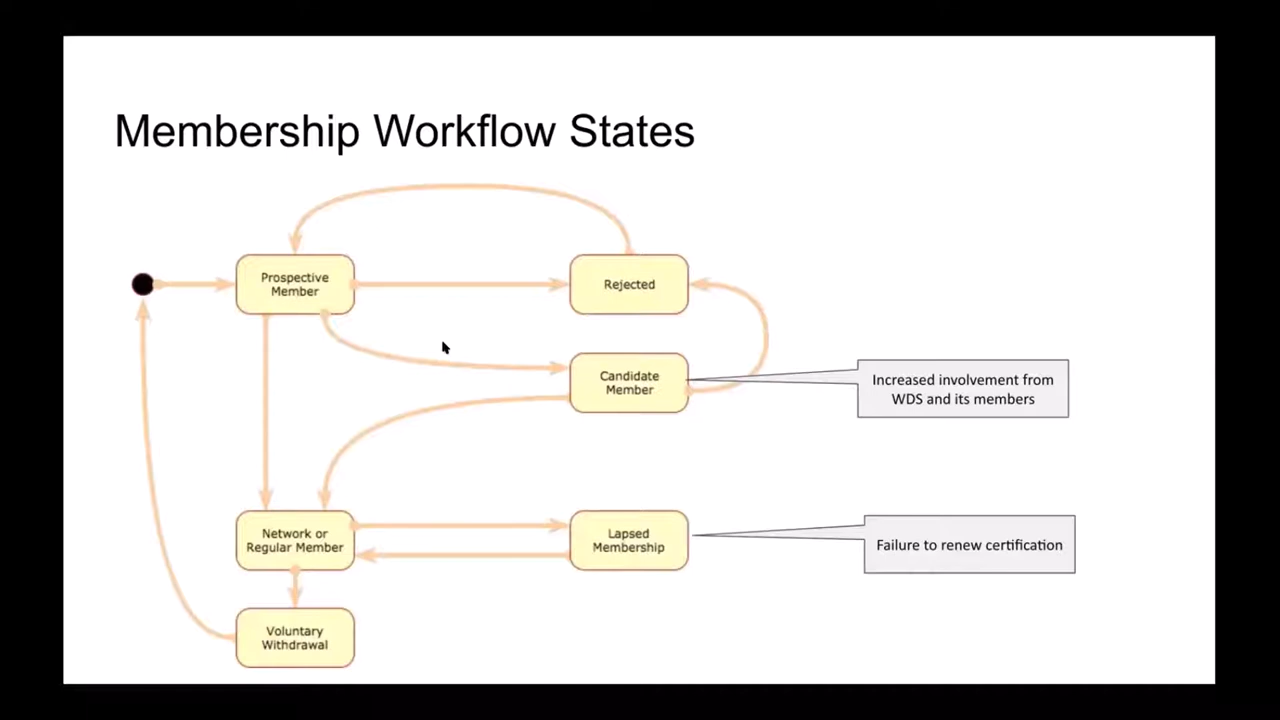 Membership Workflow States
Prospective
Member
Rejected
Candidate
Member
Increased involvement from
WDS and its members
Network or
Regular Member
Lapsed
Membership
Failure to renew certification
Voluntary
Withdrawal